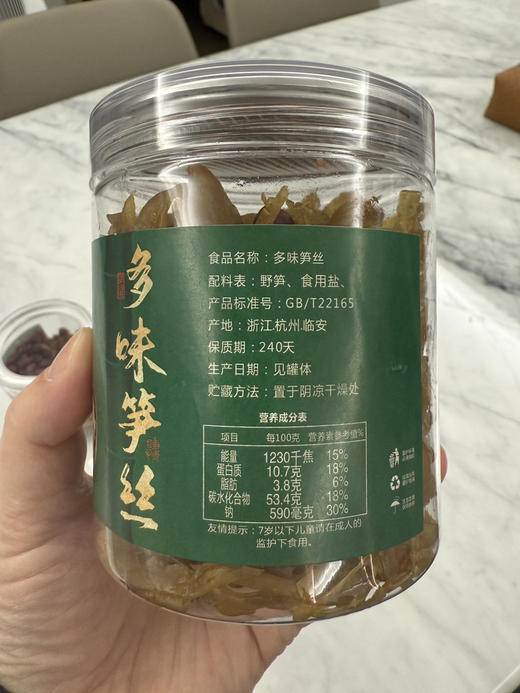 多味笋丝
食品名称：多味笋丝
配料表：野笋、食用盐、
产品标准号：GB/T22165
产地：浙江.杭州.临安
保质期：240天
生产日期：见罐体
贮藏方法：置于阴凉干燥处
营养成分表
项目 每100克 营养素参考值%
能量 1230千焦 15%
蛋白质 10.7克 18%
脂肪 3.8克 6%
碳水化合物 53.4克 18%
钠 590毫克 30%
友情提示：7岁以下儿童请在成人的
监护下食用。